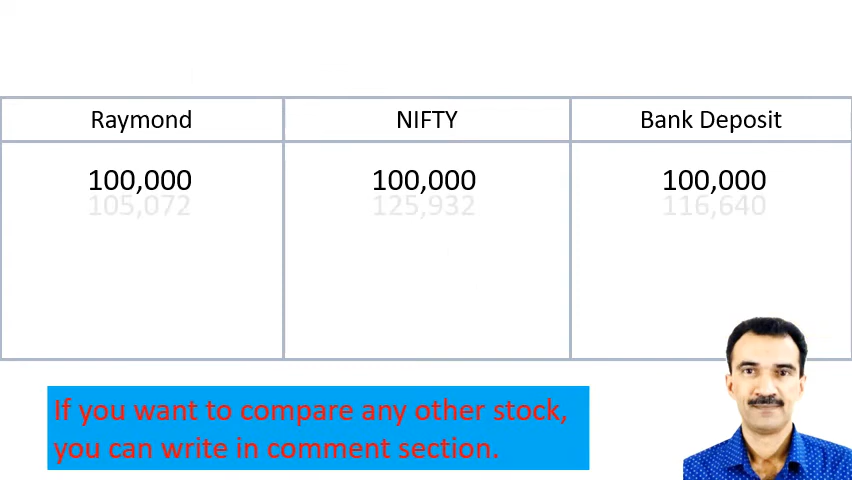 Raymond NIFTY Bank Deposit
100,000 100,000 100,000
105,072 125,932 116,640
If you want to compare any other stock,
you can write in comment section.